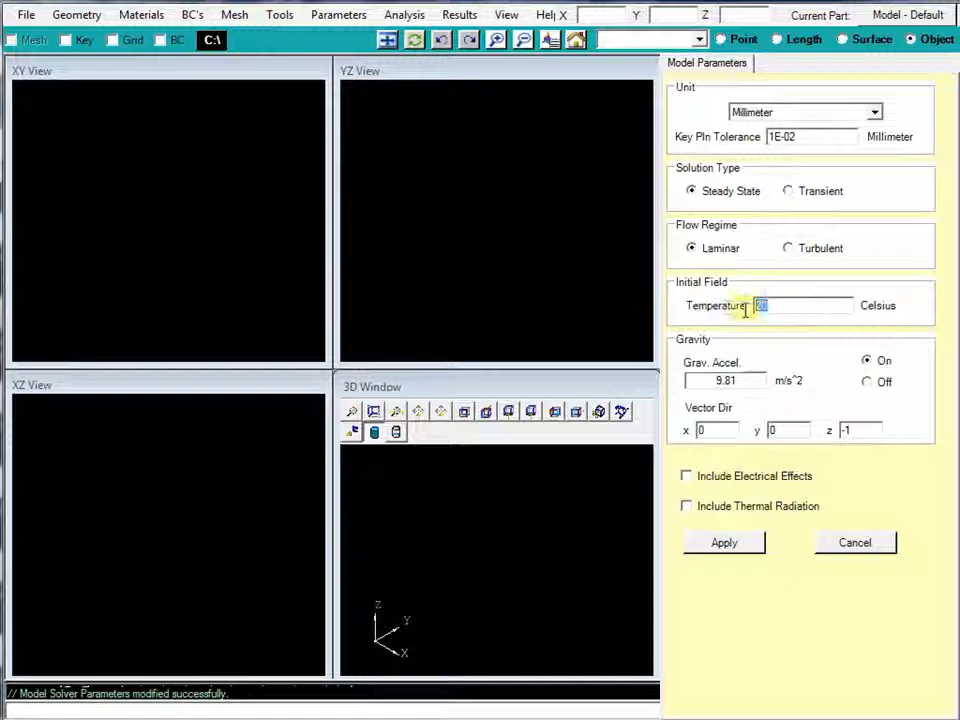 File Geometry Materials BC's Mesh Tools Parameters Analysis Results View Help X Y Z Current Part: Model - Default
Mesh Key Grid BC C:\ Point Length Surface Object
XY View YZ View Model Parameters
Unit
Millimeter
Key Pln Tolerance 1E-02 Millimeter
Solution Type
Steady State Transient
Flow Regime
Laminar Turbulent
Initial Field
Temperature 20 Celsius
Gravity
Grav. Accel. On
9.81 m/s^2 Off
XZ View 3D Window
Vector Dir
x 0 y 0 z -1
Include Electrical Effects
Include Thermal Radiation
Apply Cancel
Z
Y
X
// Model Solver Parameters modified successfully.